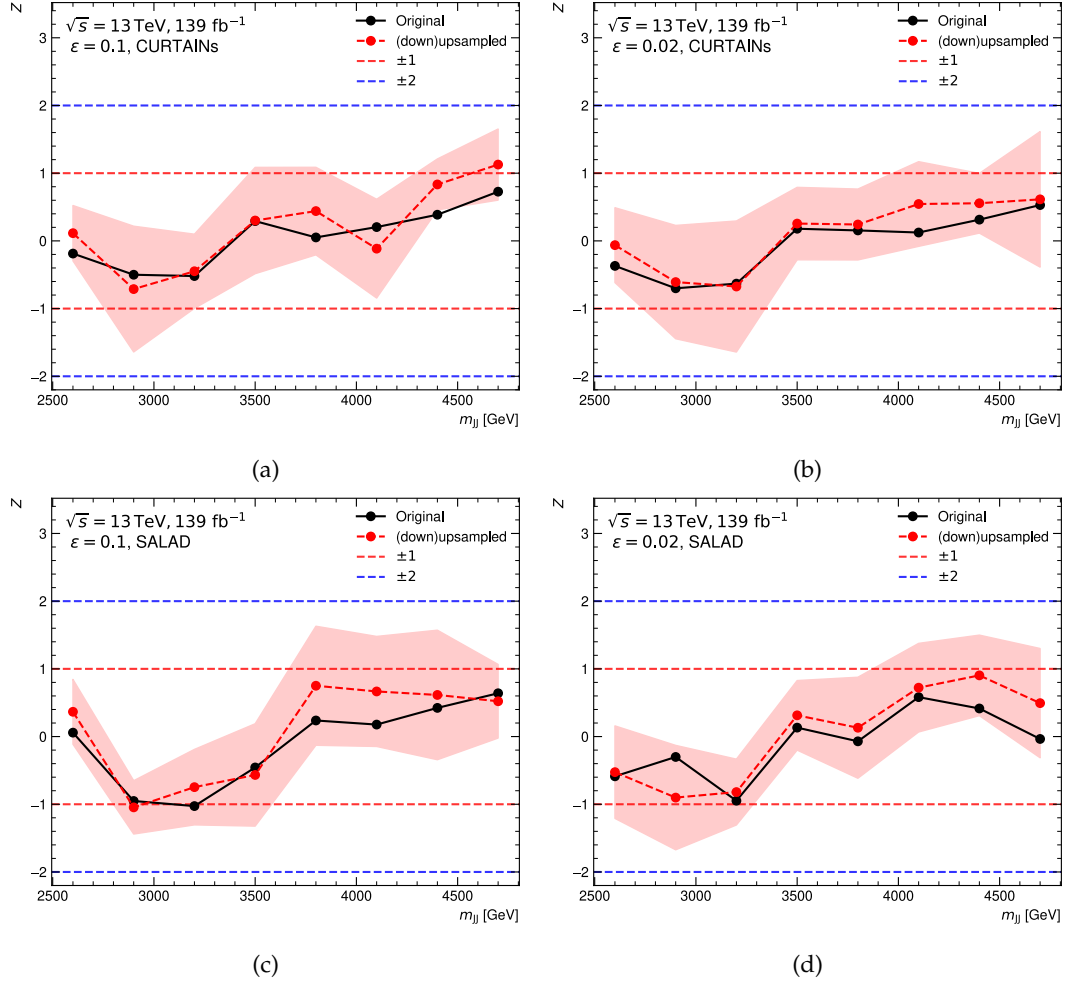 Z
√s = 13 TeV, 139 fb⁻¹
ε = 0.1, CURTAINs
Original
(down)upsampled
±1
±2
3
2
1
0
−1
−2
2500 3000 3500 4000 4500
m_JJ [GeV]
(a)
Z
√s = 13 TeV, 139 fb⁻¹
ε = 0.02, CURTAINs
Original
(down)upsampled
±1
±2
3
2
1
0
−1
−2
2500 3000 3500 4000 4500
m_JJ [GeV]
(b)
Z
√s = 13 TeV, 139 fb⁻¹
ε = 0.1, SALAD
Original
(down)upsampled
±1
±2
3
2
1
0
−1
−2
2500 3000 3500 4000 4500
m_JJ [GeV]
(c)
Z
√s = 13 TeV, 139 fb⁻¹
ε = 0.02, SALAD
Original
(down)upsampled
±1
±2
3
2
1
0
−1
−2
2500 3000 3500 4000 4500
m_JJ [GeV]
(d)